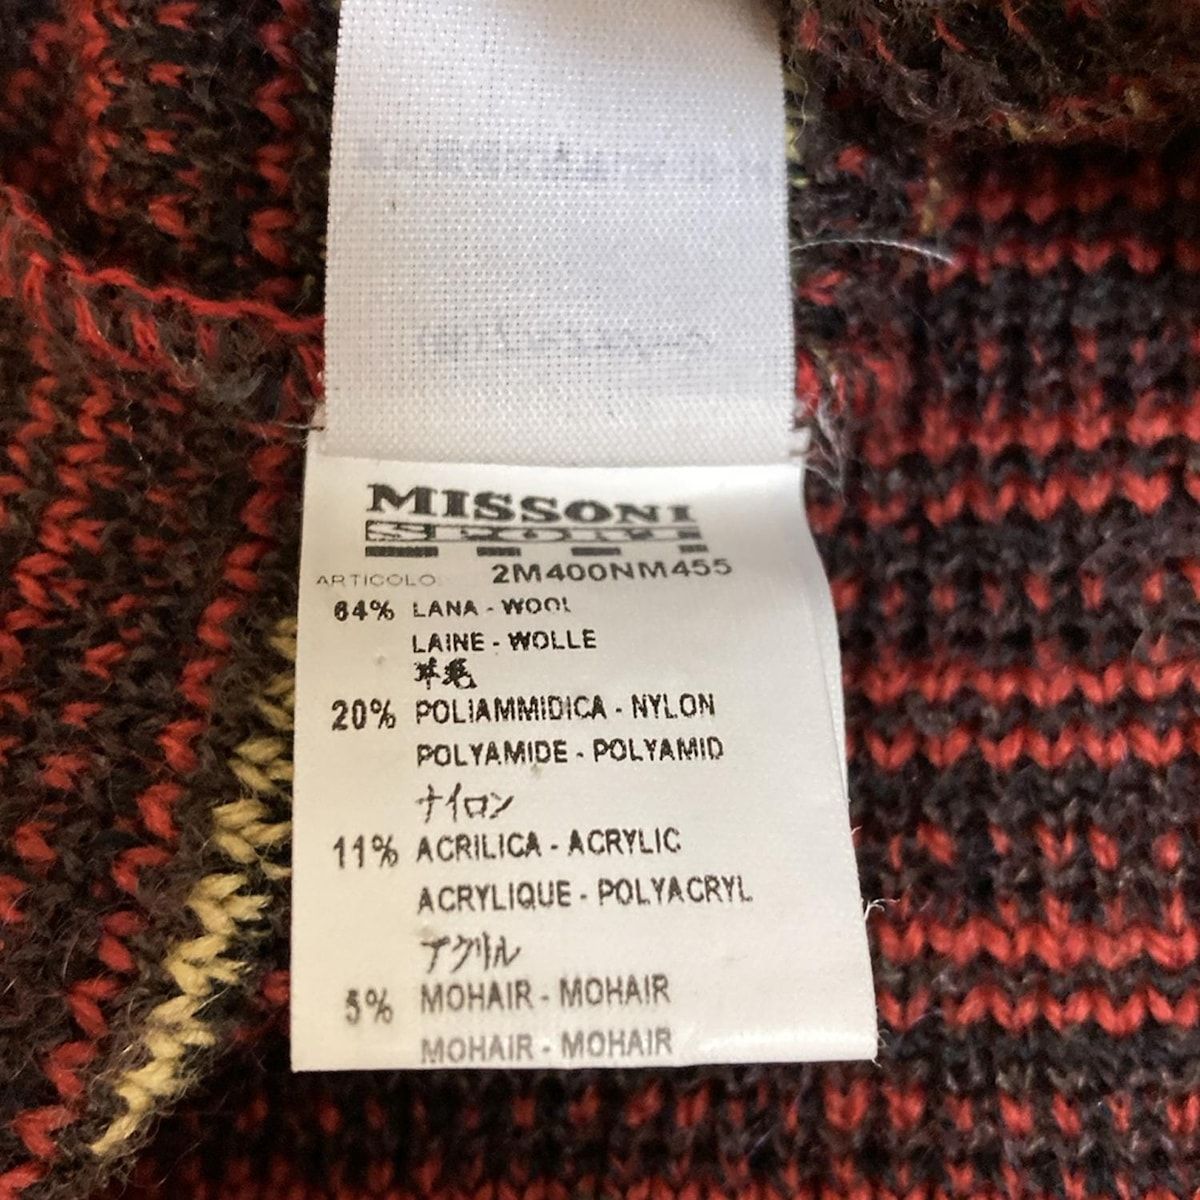 MISSONI
SPORT
ARTICOLO: 2M400NM455
64% LANA - WOOL
LAINE - WOLLE
羊毛
20% POLIAMMIDICA - NYLON
POLYAMIDE - POLYAMID
ナイロン
11% ACRILICA - ACRYLIC
ACRYLIQUE - POLYACRYL
アクリル
5% MOHAIR - MOHAIR
MOHAIR - MOHAIR